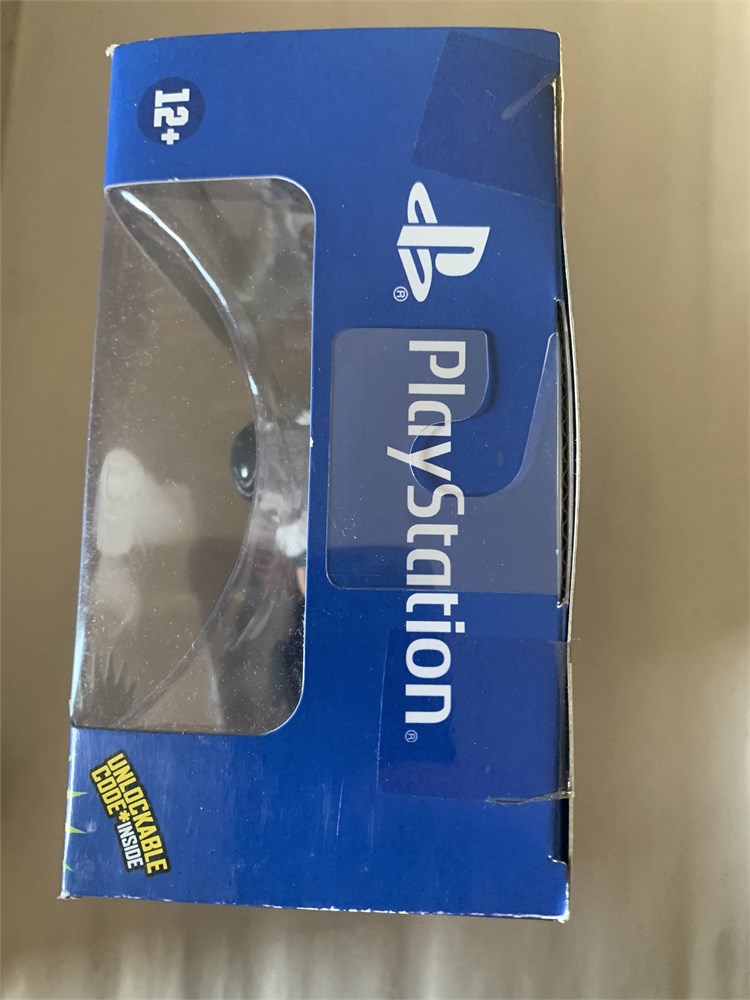 12+
®
PlayStation®
UNLOCKABLE
CODE*INSIDE